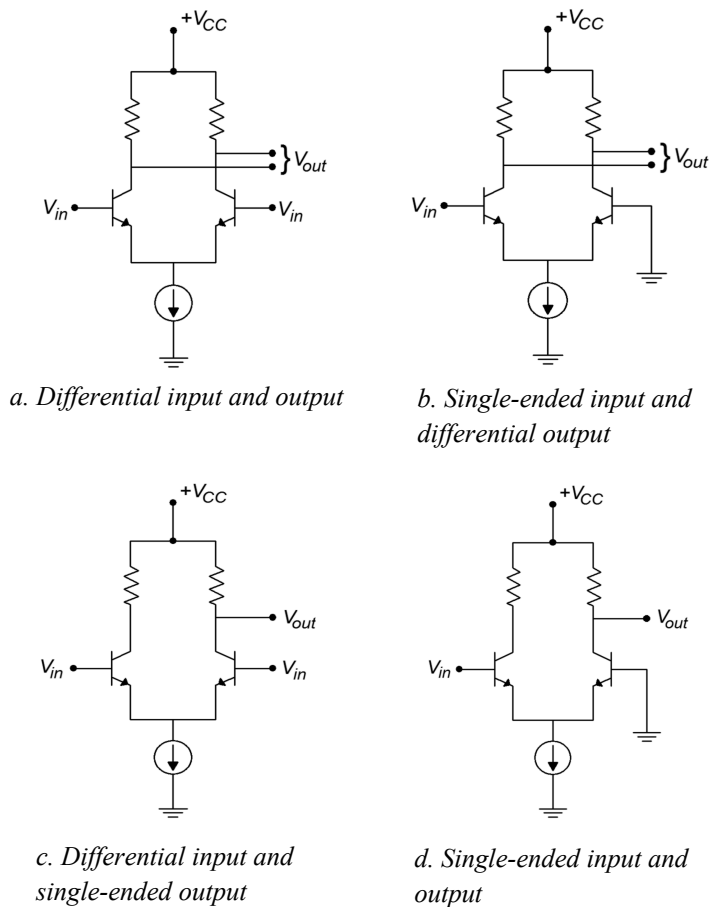 +VCC
Vout
Vin
Vin
a. Differential input and output
+VCC
Vout
Vin
b. Single-ended input and
differential output
+VCC
Vout
Vin
Vin
c. Differential input and
single-ended output
+VCC
Vout
Vin
d. Single-ended input and
output